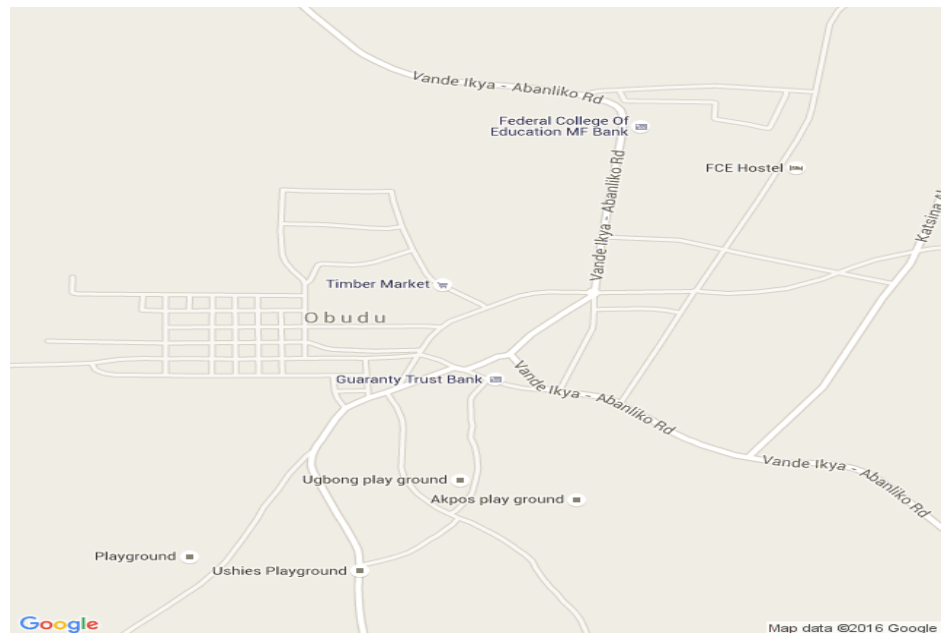 Vande Ikya - Abanliko Rd
Federal College Of
Education MF Bank
FCE Hostel
Vande Ikya - Abanliko Rd
Katsina Al
Timber Market
Obudu
Guaranty Trust Bank
Vande Ikya - Abanliko Rd
Vande Ikya - Abanliko Rd
Ugbong play ground
Akpos play ground
Playground
Ushies Playground
Google
Map data ©2016 Google